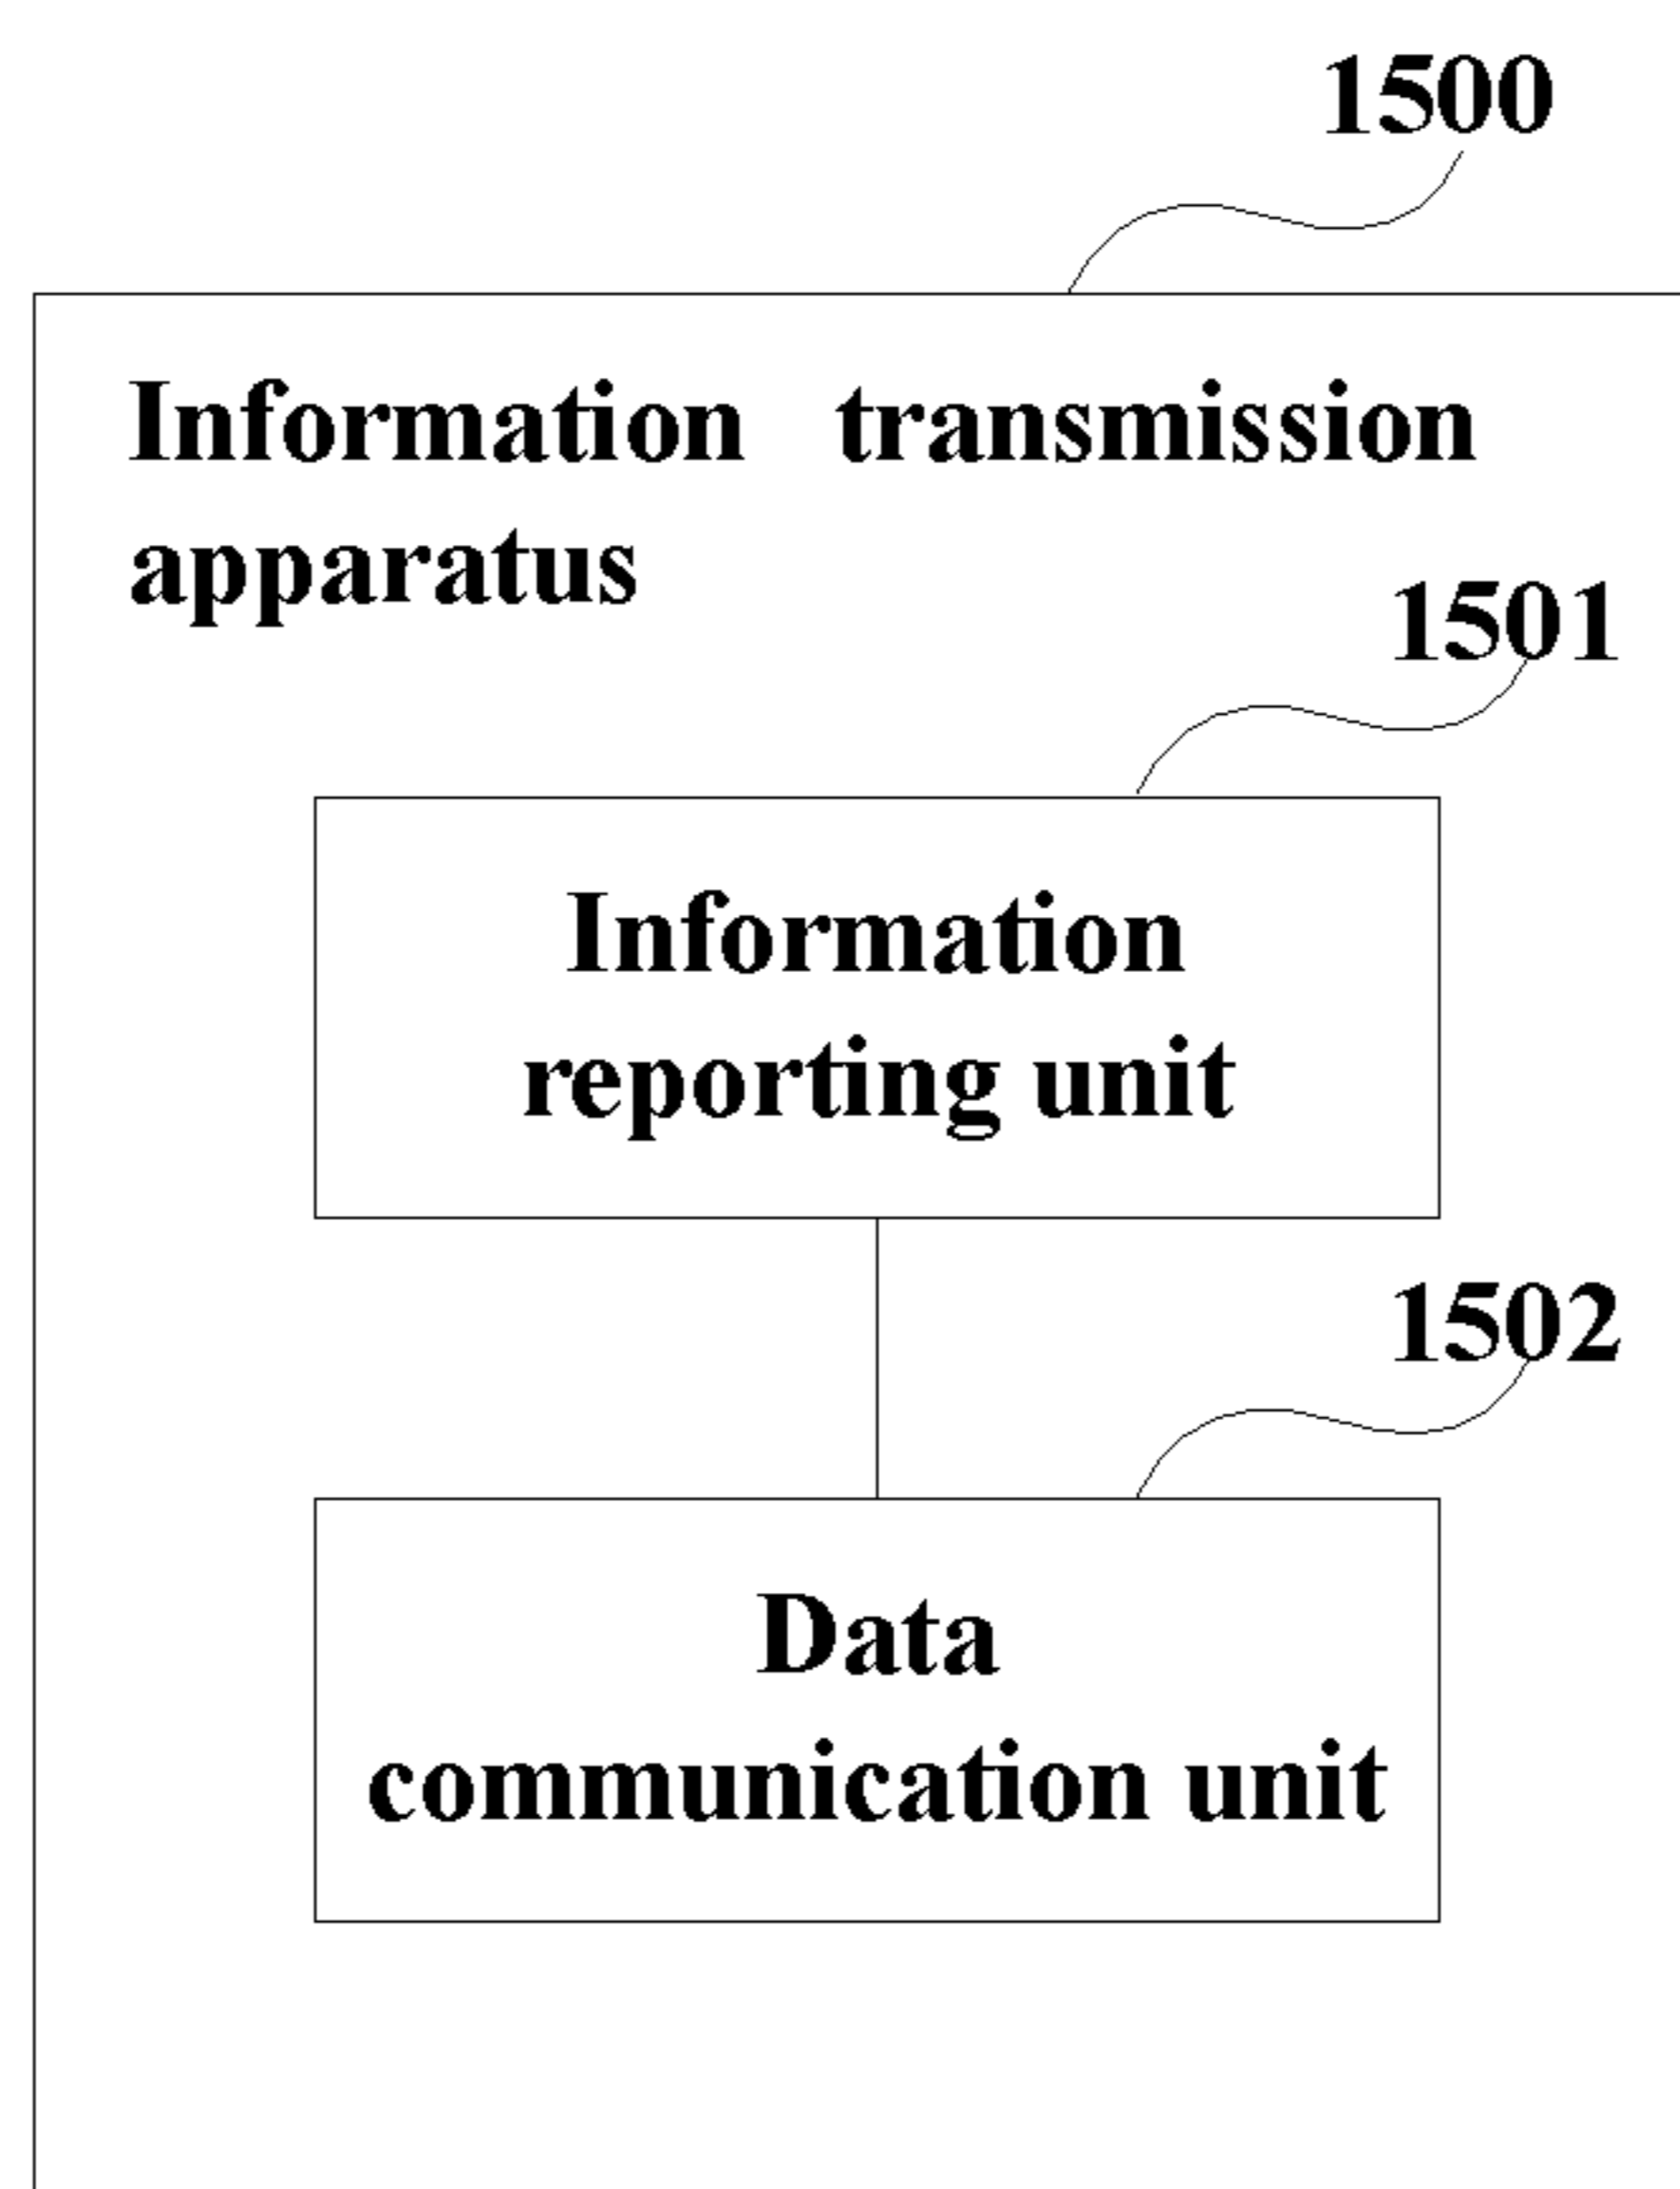 1500
Information transmission
apparatus
1501
Information
reporting unit
1502
Data
communication unit